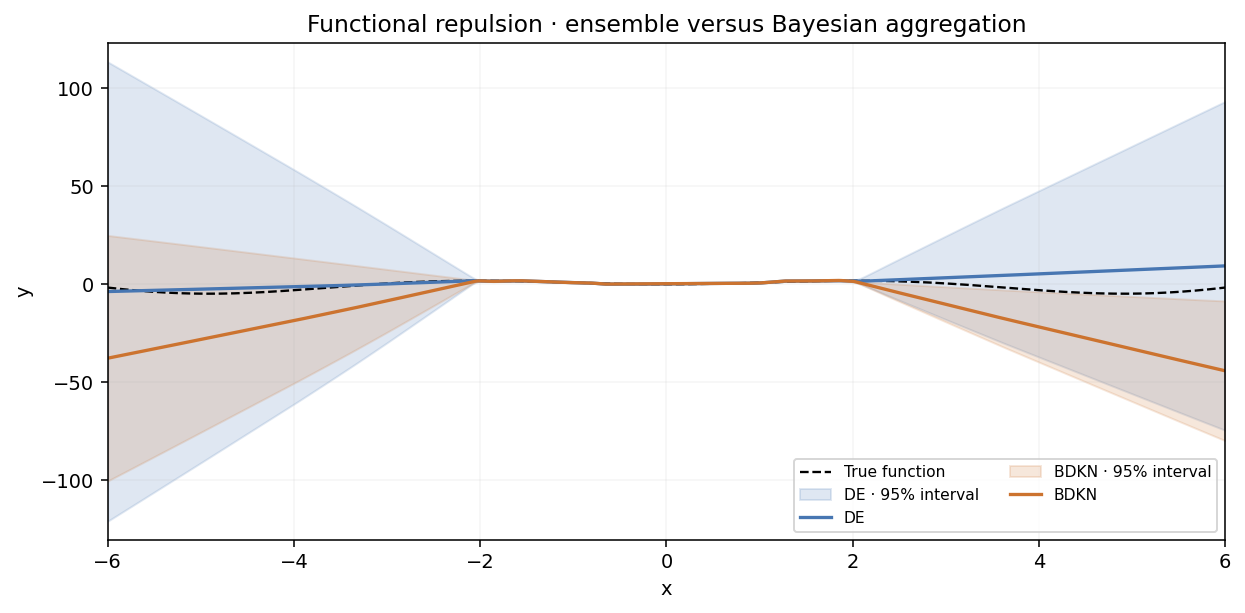 Functional repulsion · ensemble versus Bayesian aggregation
y
100
50
0
−50
−100
−6
−4
−2
0
2
4
6
x
True function
DE · 95% interval
DE
BDKN · 95% interval
BDKN